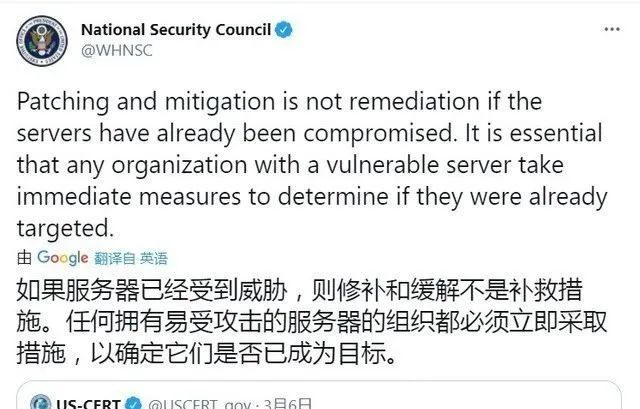 National Security Council
@WHNSC
Patching and mitigation is not remediation if the
servers have already been compromised. It is essential
that any organization with a vulnerable server take
immediate measures to determine if they were already
targeted.
由 Google 翻译自 英语
如果服务器已经受到威胁，则修补和缓解不是补救措
施。任何拥有易受攻击的服务器的组织都必须立即采取
措施，以确定它们是否已成为目标。
US-CERT @USCERT_gov · 3月6日